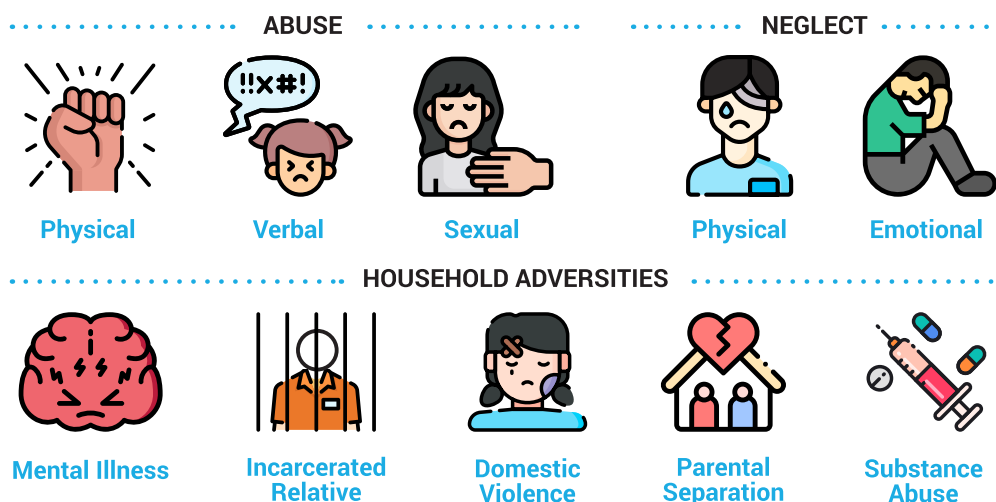 ABUSE
NEGLECT
!!x#!
Physical
Verbal
Sexual
Physical
Emotional
HOUSEHOLD ADVERSITIES
Mental Illness
Incarcerated
Relative
Domestic
Violence
Parental
Separation
Substance
Abuse